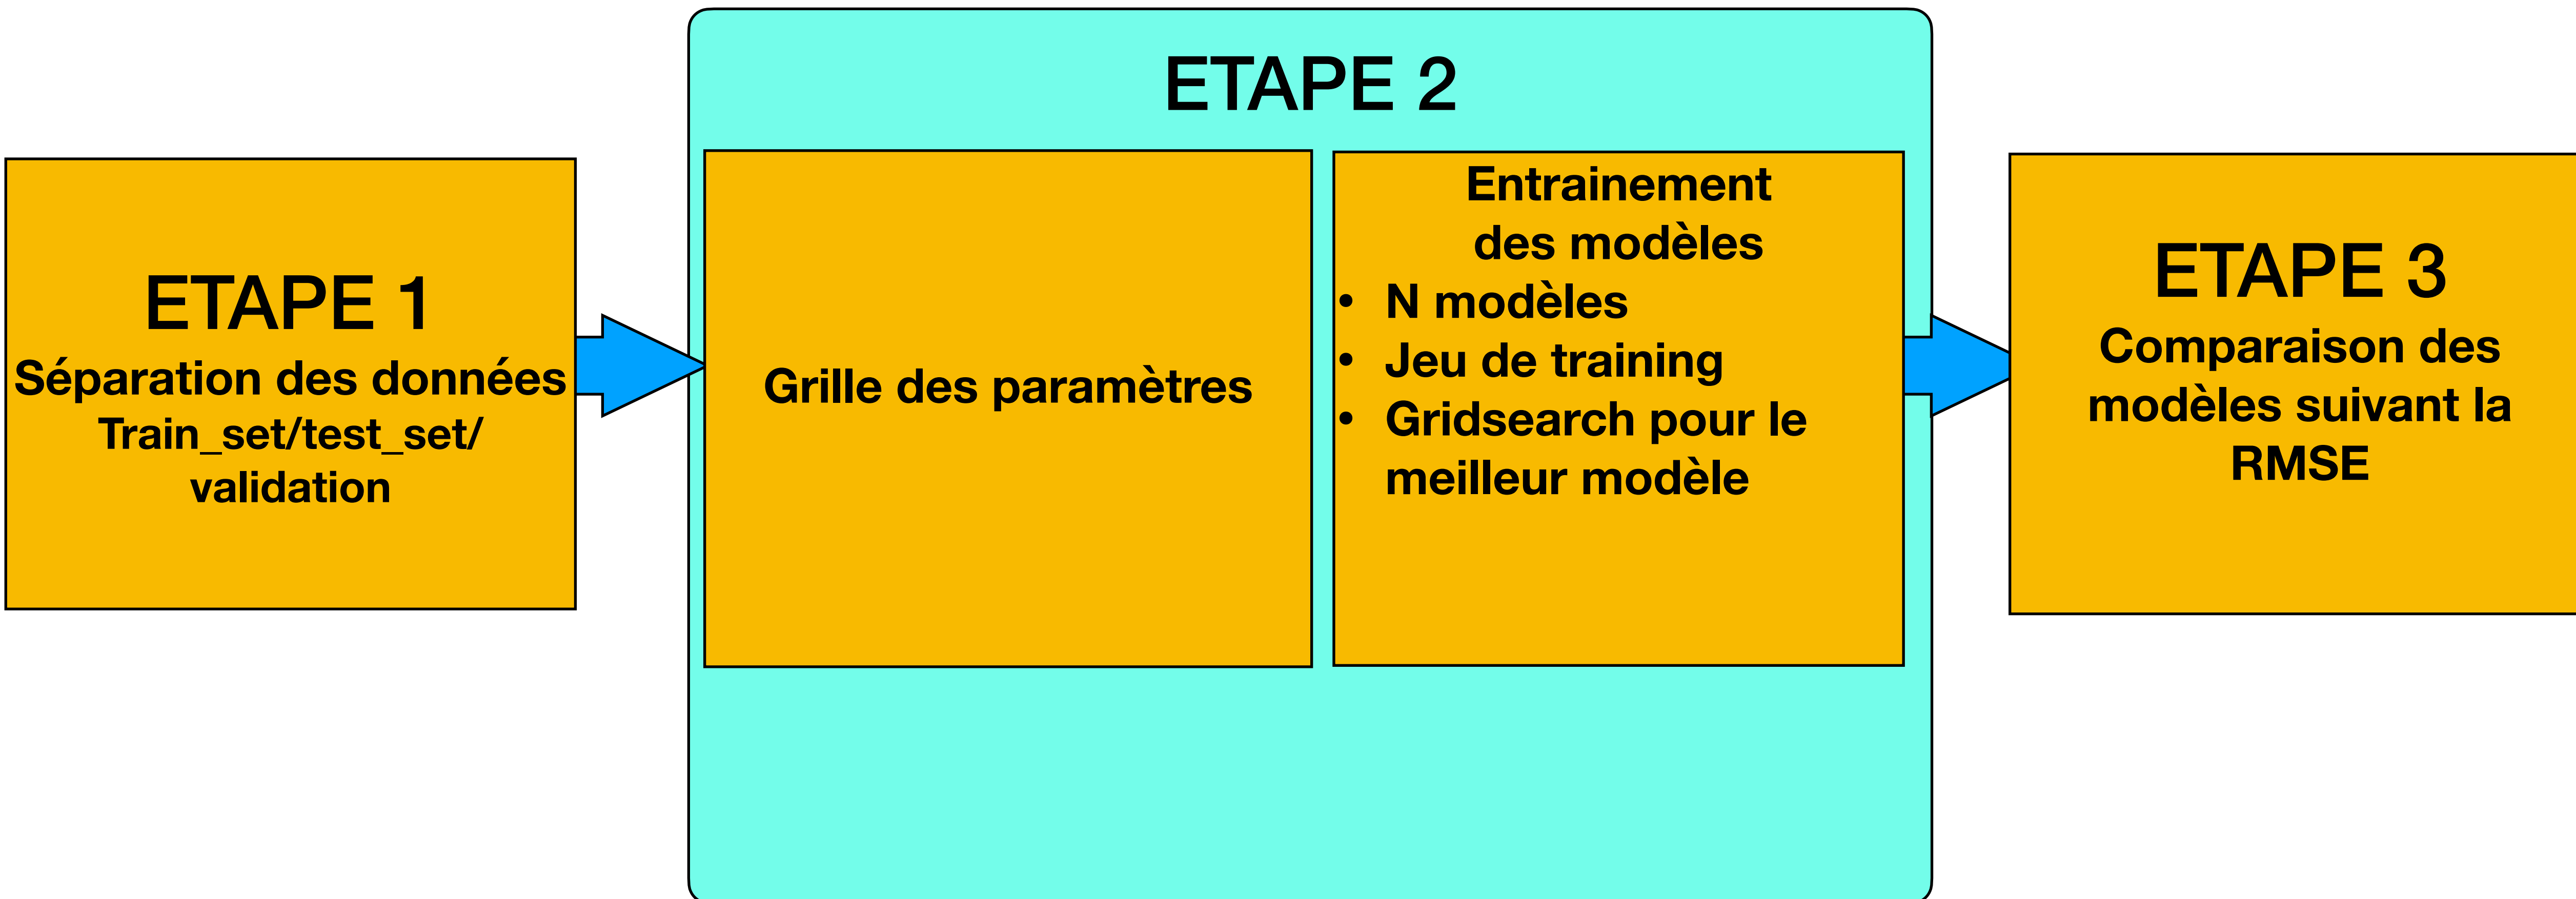 ETAPE 1
Séparation des données
Train_set/test_set/
validation
ETAPE 2
Grille des paramètres
Entrainement
des modèles
• N modèles
• Jeu de training
• Gridsearch pour le
meilleur modèle
ETAPE 3
Comparaison des
modèles suivant la
RMSE